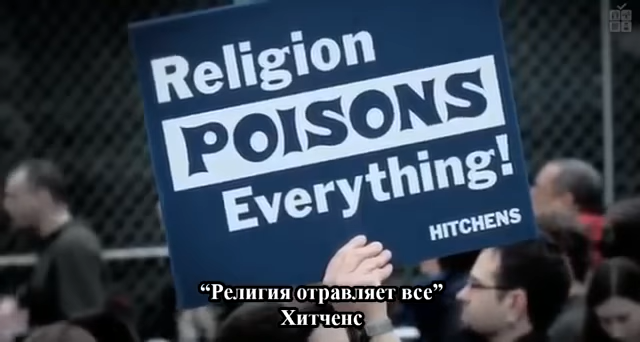 Religion
POISONS
Everything!
HITCHENS
“Религия отравляет все”
Хитченс